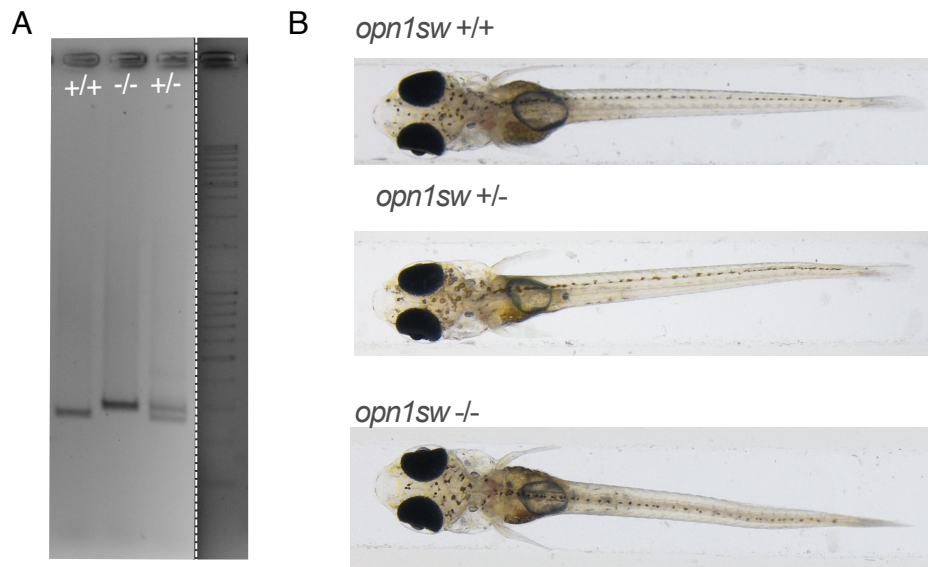 A
+/+ -/- +/-
B
opn1sw +/+
opn1sw +/-
opn1sw -/-